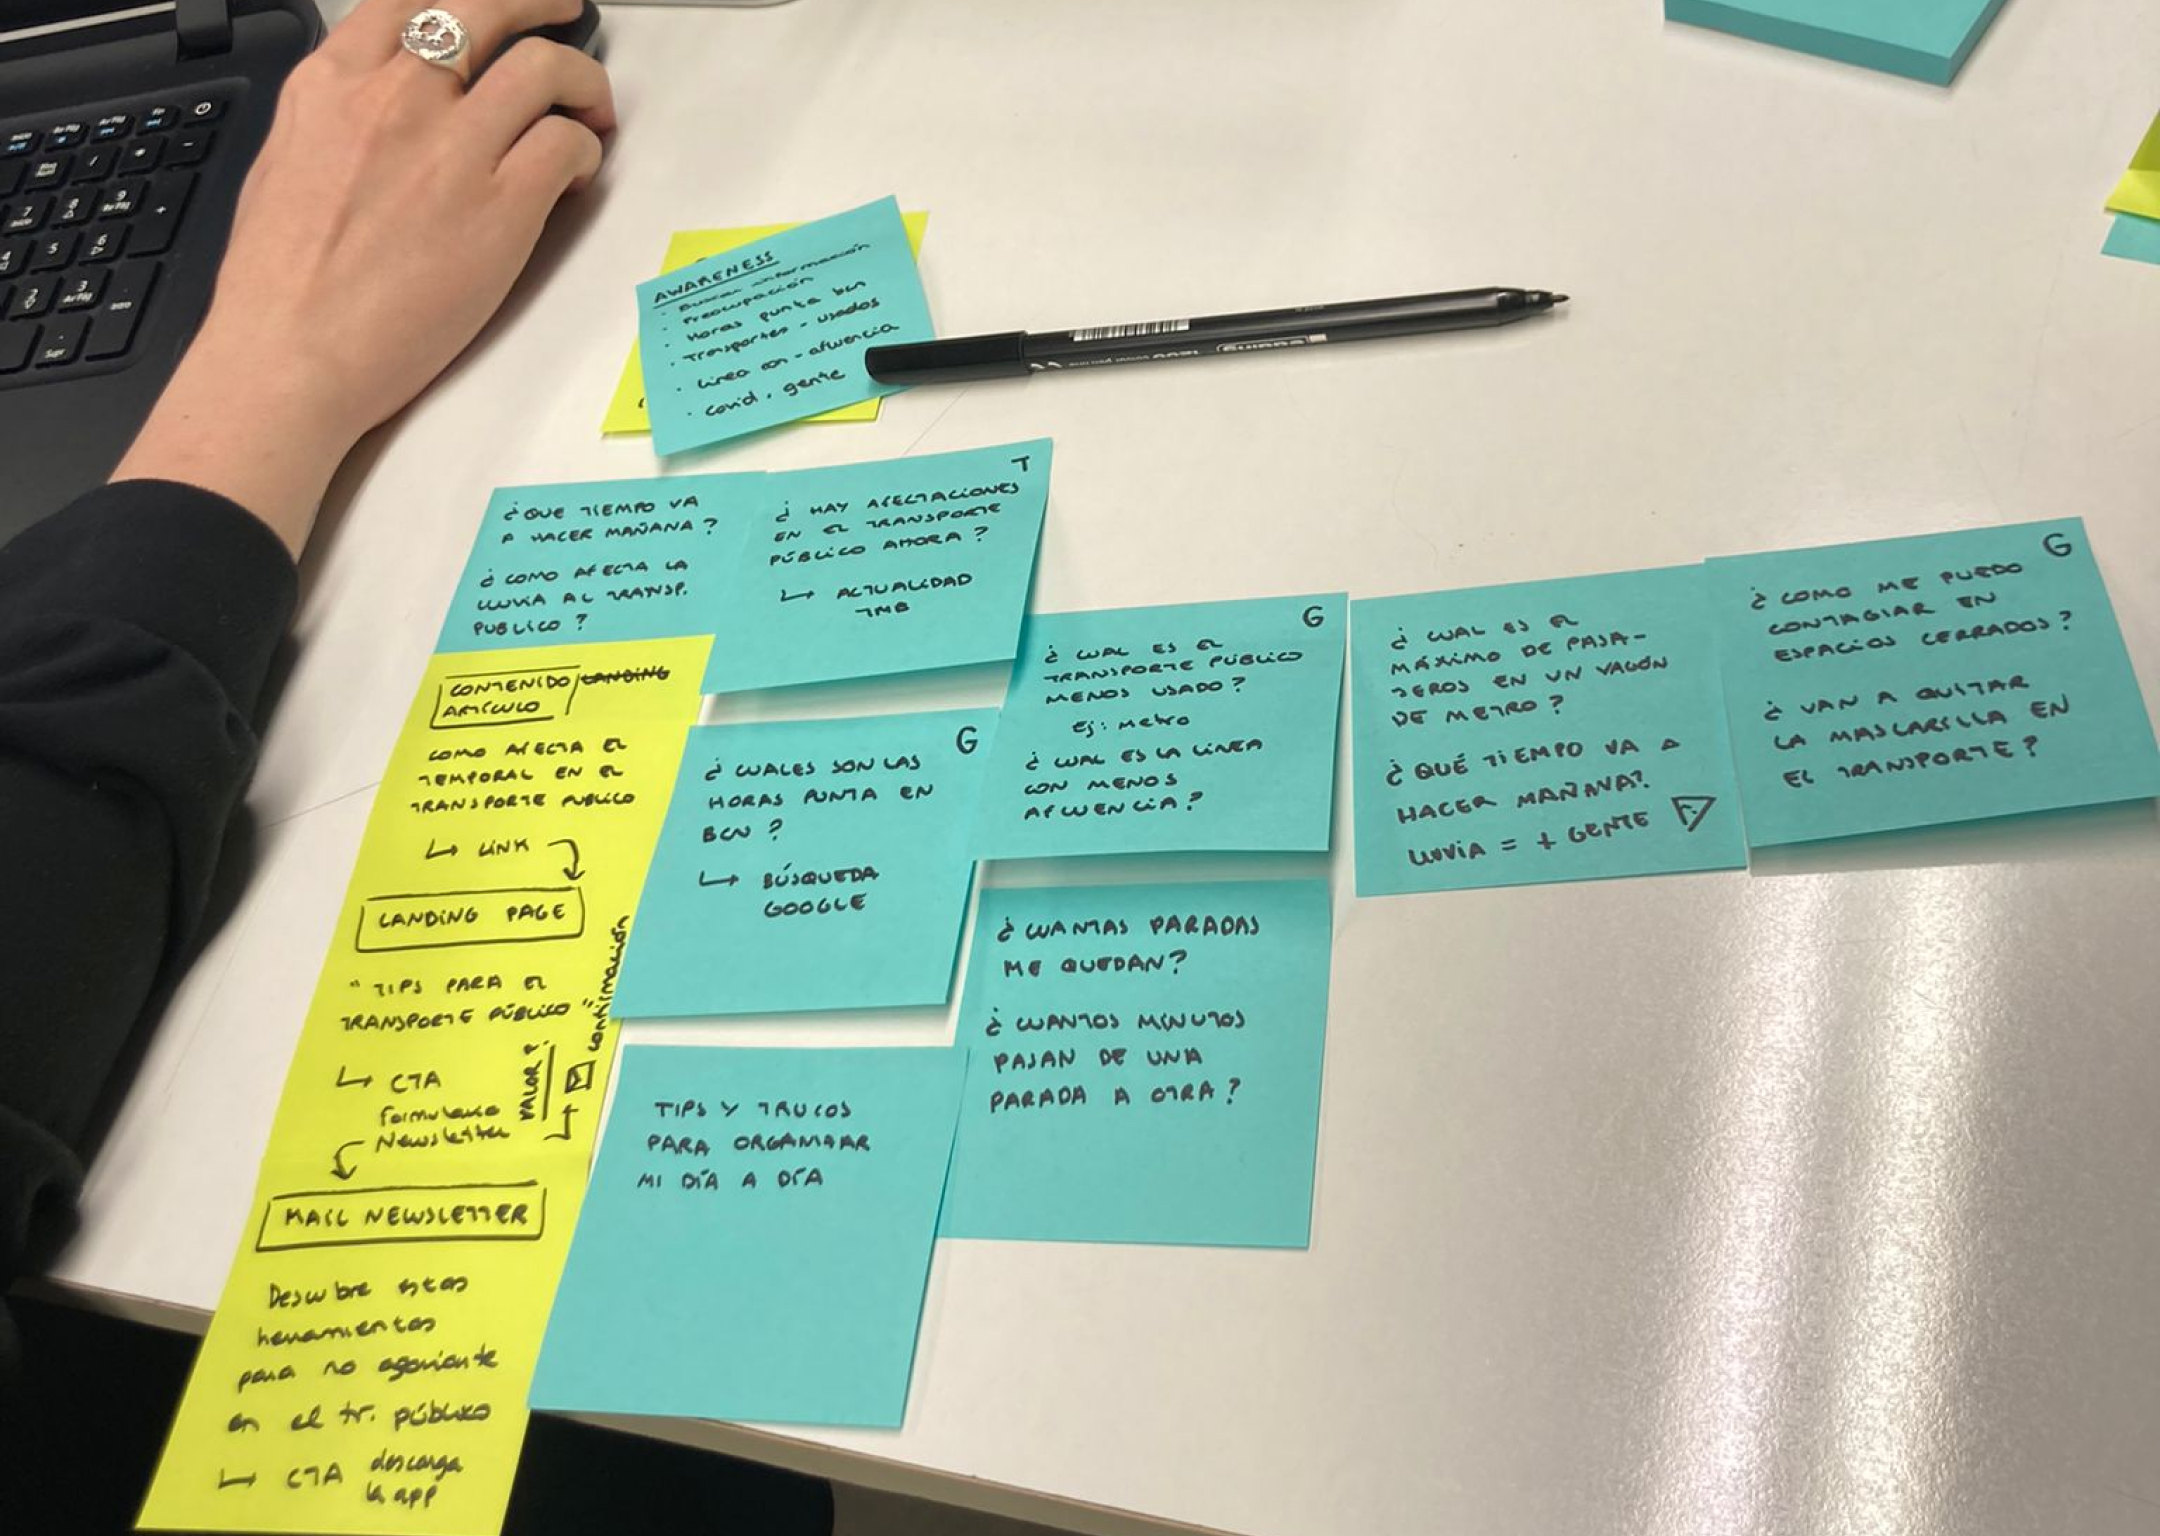 AWARENESS
· Buscar información
· Preocupación
· Horas punta bcn
· Transportes - usados
· Línea con - afluencia
· Covid, gente
¿QUE TIEMPO VA
A HACER MAÑANA?
¿COMO AFECTA LA
LLUVIA AL TRANSP.
PUBLICO?
T
¿HAY AFECTACIONES
EN EL TRANSPORTE
PÚBLICO AHORA?
↳ ACTUALIDAD
TMB
CONTENIDO/LANDING
ARTÍCULO
COMO AFECTA EL
TEMPORAL EN EL
TRANSPORTE PUBLICO
↳ LINK
LANDING PAGE
"TIPS PARA EL
TRANSPORTE PÚBLICO"
↳ CTA
Formulario
Newsletter
VALOR?
confirmación
MAIL NEWSLETTER
Descubre estas
herramientas
para no agoviarte
en el tr. público
↳ CTA descarga
la app
G
¿CUALES SON LAS
HORAS PUNTA EN
BCN?
↳ BÚSQUEDA
GOOGLE
TIPS Y TRUCOS
PARA ORGANIZAR
MI DÍA A DÍA
G
¿CUAL ES EL
TRANSPORTE PÚBLICO
MENOS USADO?
Ej: Metro
¿CUAL ES LA LÍNEA
CON MENOS
AFLUENCIA?
¿CUANTAS PARADAS
ME QUEDAN?
¿CUANTOS MINUTOS
PASAN DE UNA
PARADA A OTRA?
¿CUAL ES EL
MÁXIMO DE PASA-
JEROS EN UN VAGÓN
DE METRO?
¿QUÉ TIEMPO VA A
HACER MAÑANA?
LLUVIA = + GENTE
G
¿COMO ME PUEDO
CONTAGIAR EN
ESPACIOS CERRADOS?
¿VAN A QUITAR
LA MASCARILLA EN
EL TRANSPORTE?